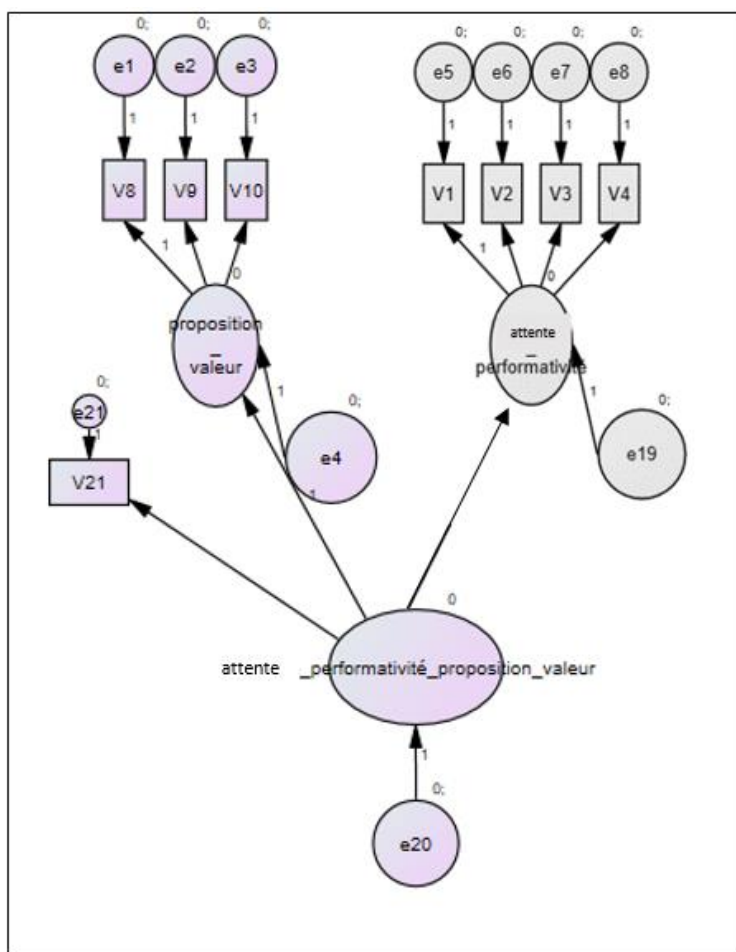 0; 0; 0;
e1 e2 e3
1 1 1
V8 V9 V10
1
0
proposition
_
valeur
0; 0; 0; 0;
e5 e6 e7 e8
1 1 1 1
V1 V2 V3 V4
1
0
attente
_
performativité
0;
e21
1
V21
1
0;
e4
1
1
0;
e19
0
attente _performativité_proposition_valeur
1
0;
e20